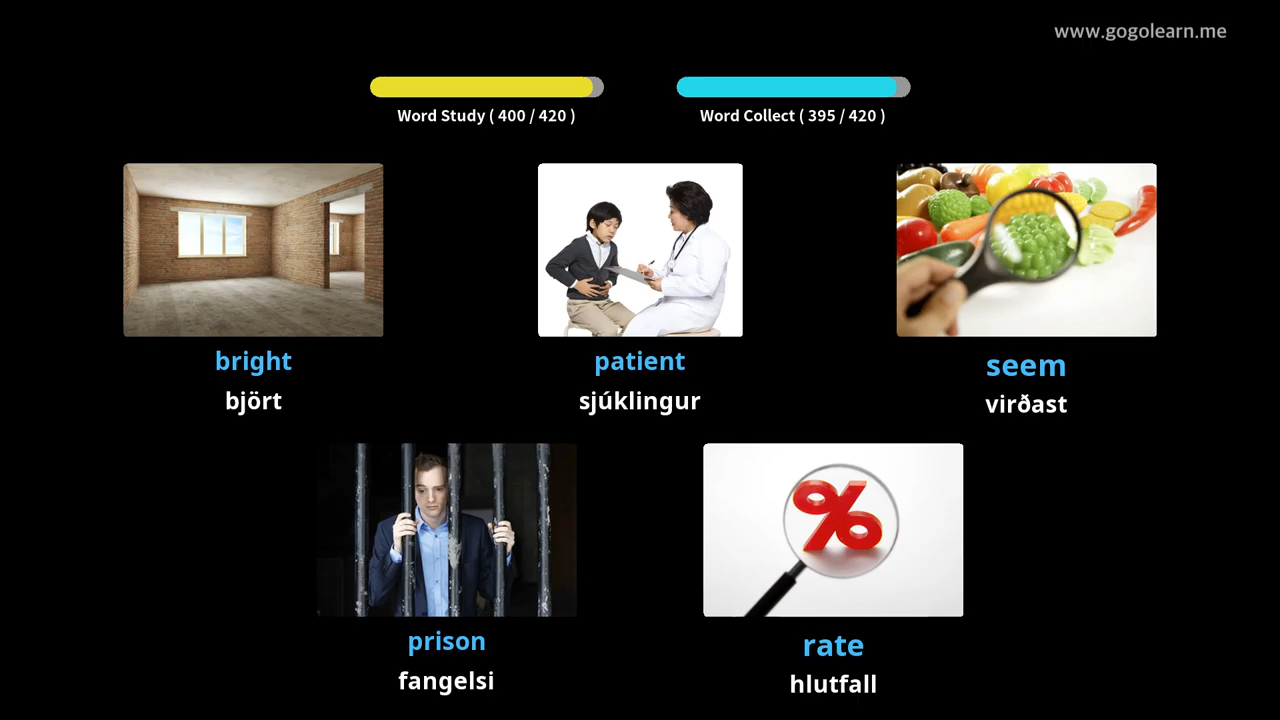 www.gogolearn.me
Word Study ( 400 / 420 )
Word Collect ( 395 / 420 )
bright
björt
patient
sjúklingur
seem
virðast
prison
fangelsi
rate
hlutfall